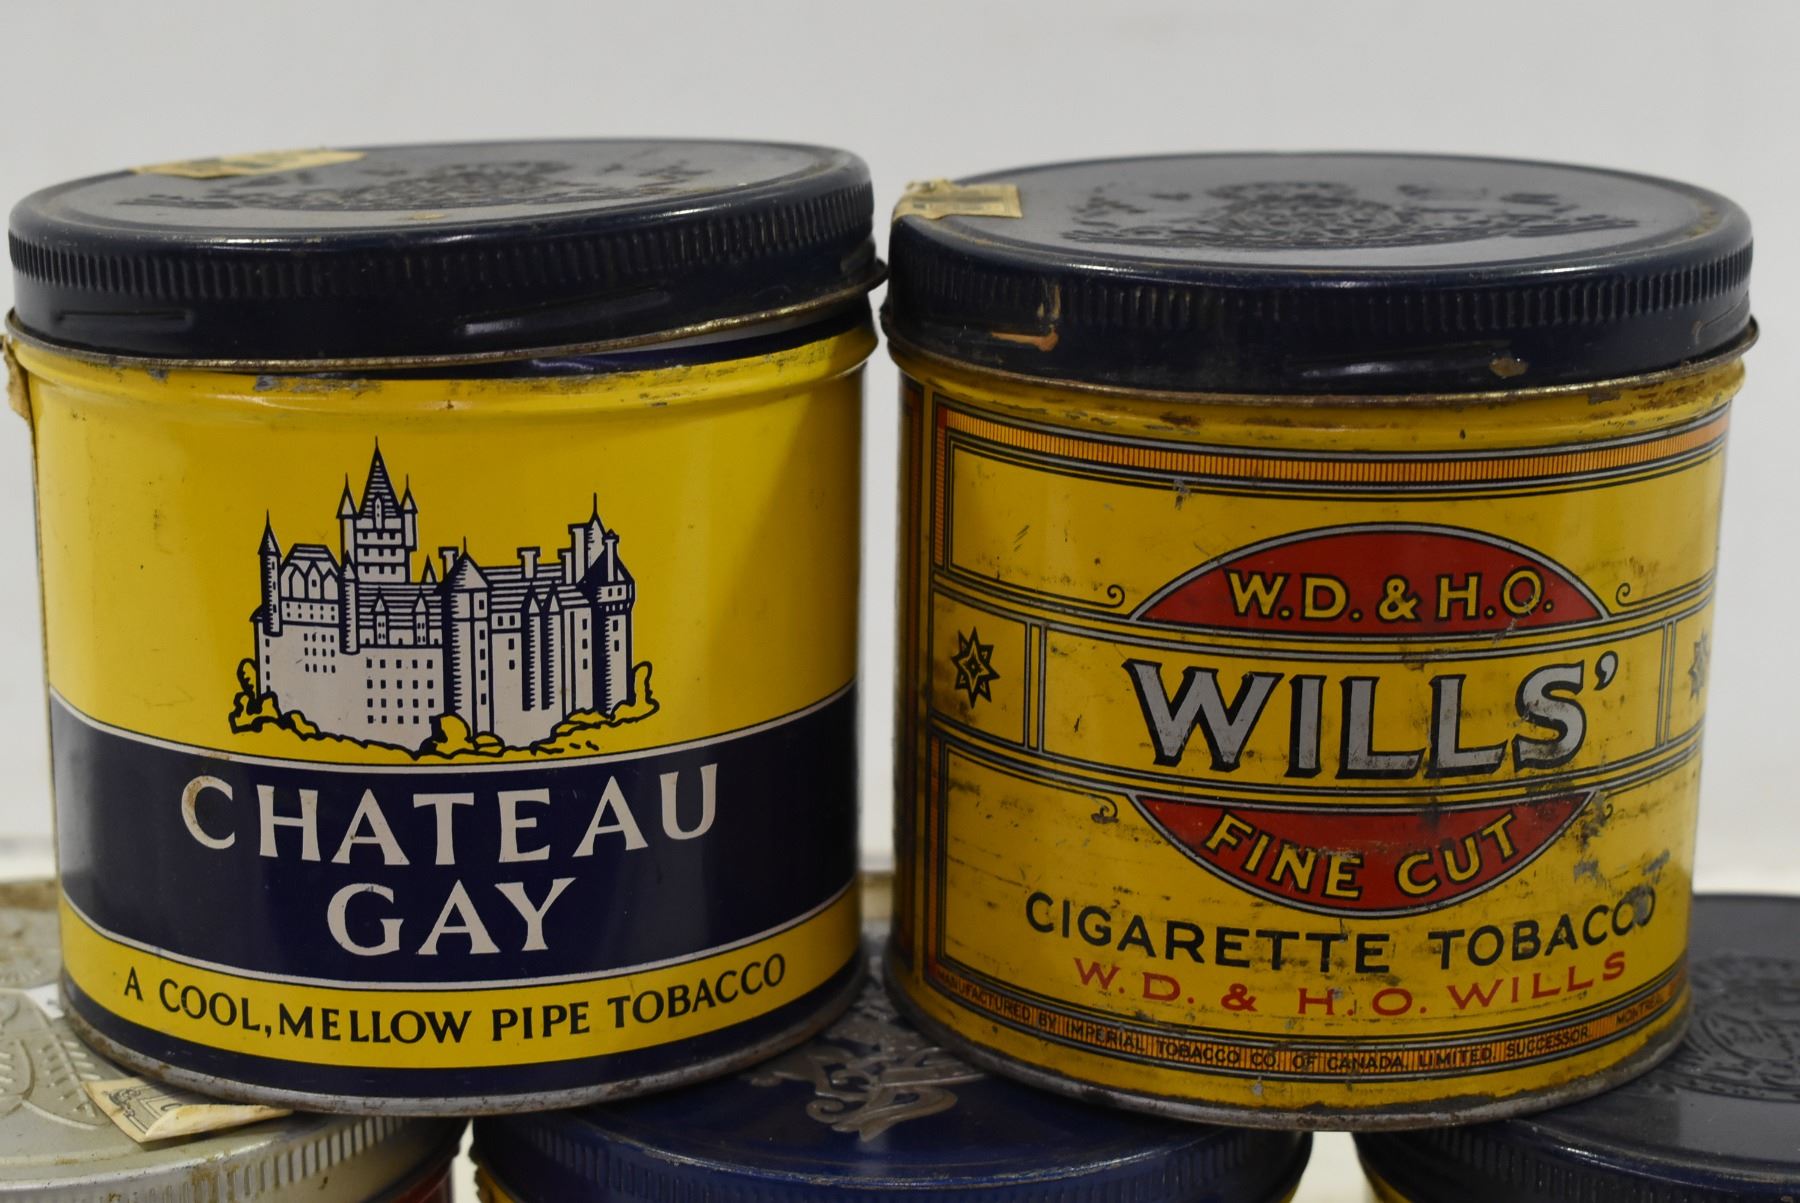 CHATEAU
GAY
A COOL, MELLOW PIPE TOBACCO
W.D. & H.O.
WILLS'
FINE CUT
CIGARETTE TOBACCO
W.D. & H.O. WILLS
MANUFACTURED BY IMPERIAL TOBACCO CO. OF CANADA, LIMITED, SUCCESSOR. MONTREAL